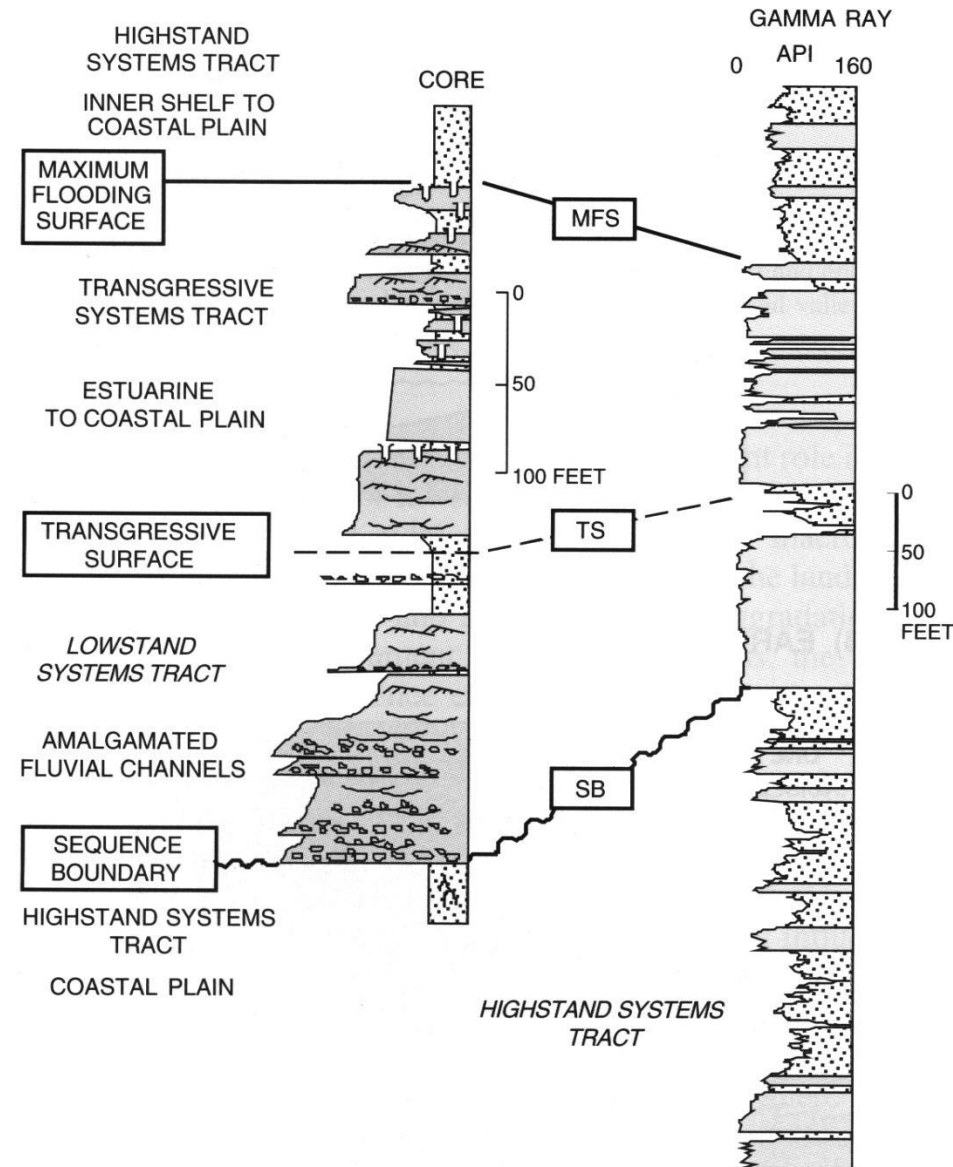 HIGHSTAND
SYSTEMS TRACT
INNER SHELF TO
COASTAL PLAIN
MAXIMUM
FLOODING
SURFACE
TRANSGRESSIVE
SYSTEMS TRACT
ESTUARINE
TO COASTAL PLAIN
TRANSGRESSIVE
SURFACE
LOWSTAND
SYSTEMS TRACT
AMALGAMATED
FLUVIAL CHANNELS
SEQUENCE
BOUNDARY
HIGHSTAND SYSTEMS
TRACT
COASTAL PLAIN
CORE
0
50
100 FEET
MFS
TS
SB
HIGHSTAND SYSTEMS
TRACT
GAMMA RAY
API
0 160
0
50
100
FEET